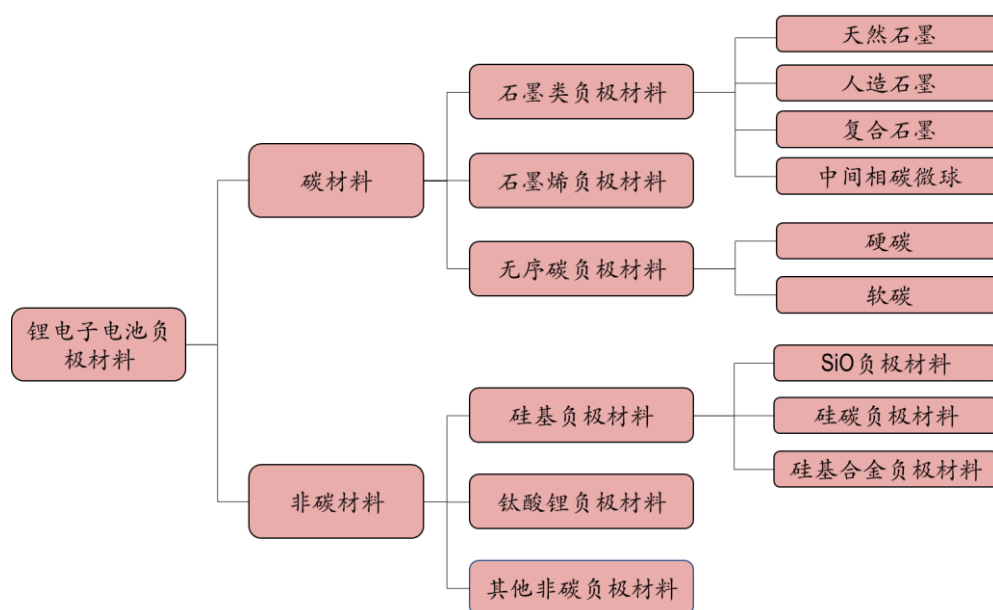 锂电子电池负
极材料
碳材料
石墨类负极材料
天然石墨
人造石墨
复合石墨
中间相碳微球
石墨烯负极材料
无序碳负极材料
硬碳
软碳
非碳材料
硅基负极材料
SiO负极材料
硅碳负极材料
硅基合金负极材料
钛酸锂负极材料
其他非碳负极材料